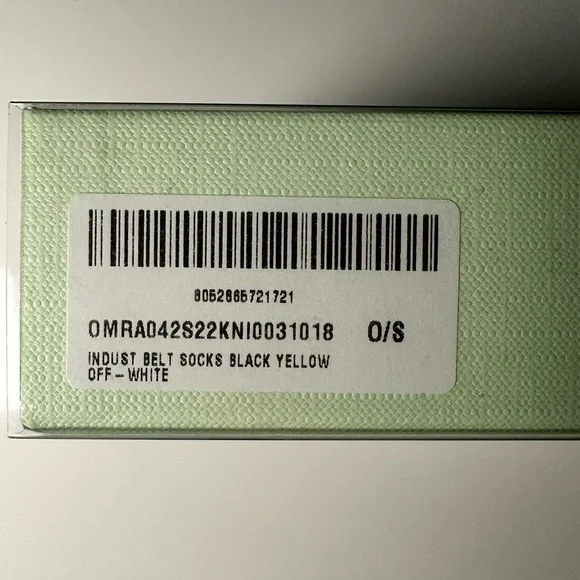 8052865721721
OMRA042S22KNI0031018 O/S
INDUST BELT SOCKS BLACK YELLOW
OFF-WHITE